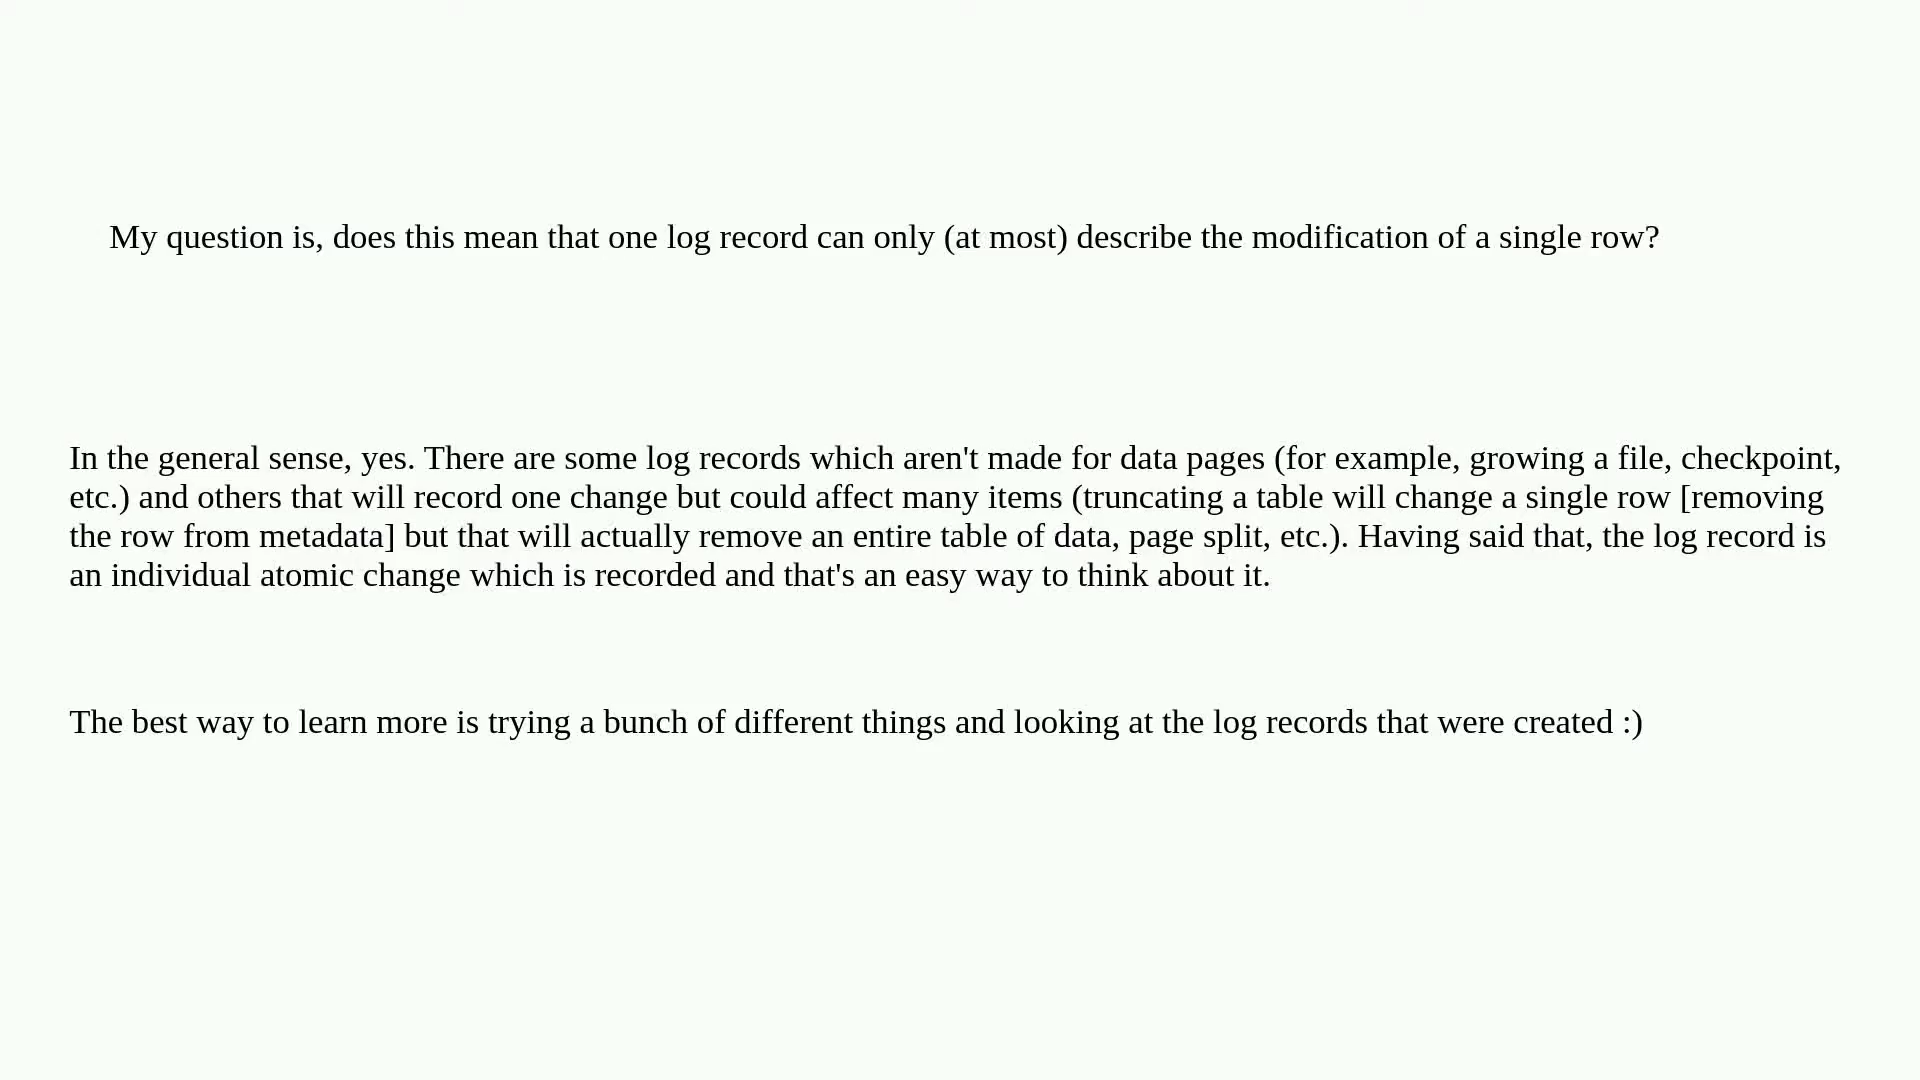 My question is, does this mean that one log record can only (at most) describe the modification of a single row?
In the general sense, yes. There are some log records which aren't made for data pages (for example, growing a file, checkpoint,
etc.) and others that will record one change but could affect many items (truncating a table will change a single row [removing
the row from metadata] but that will actually remove an entire table of data, page split, etc.). Having said that, the log record is
an individual atomic change which is recorded and that's an easy way to think about it.
The best way to learn more is trying a bunch of different things and looking at the log records that were created :)